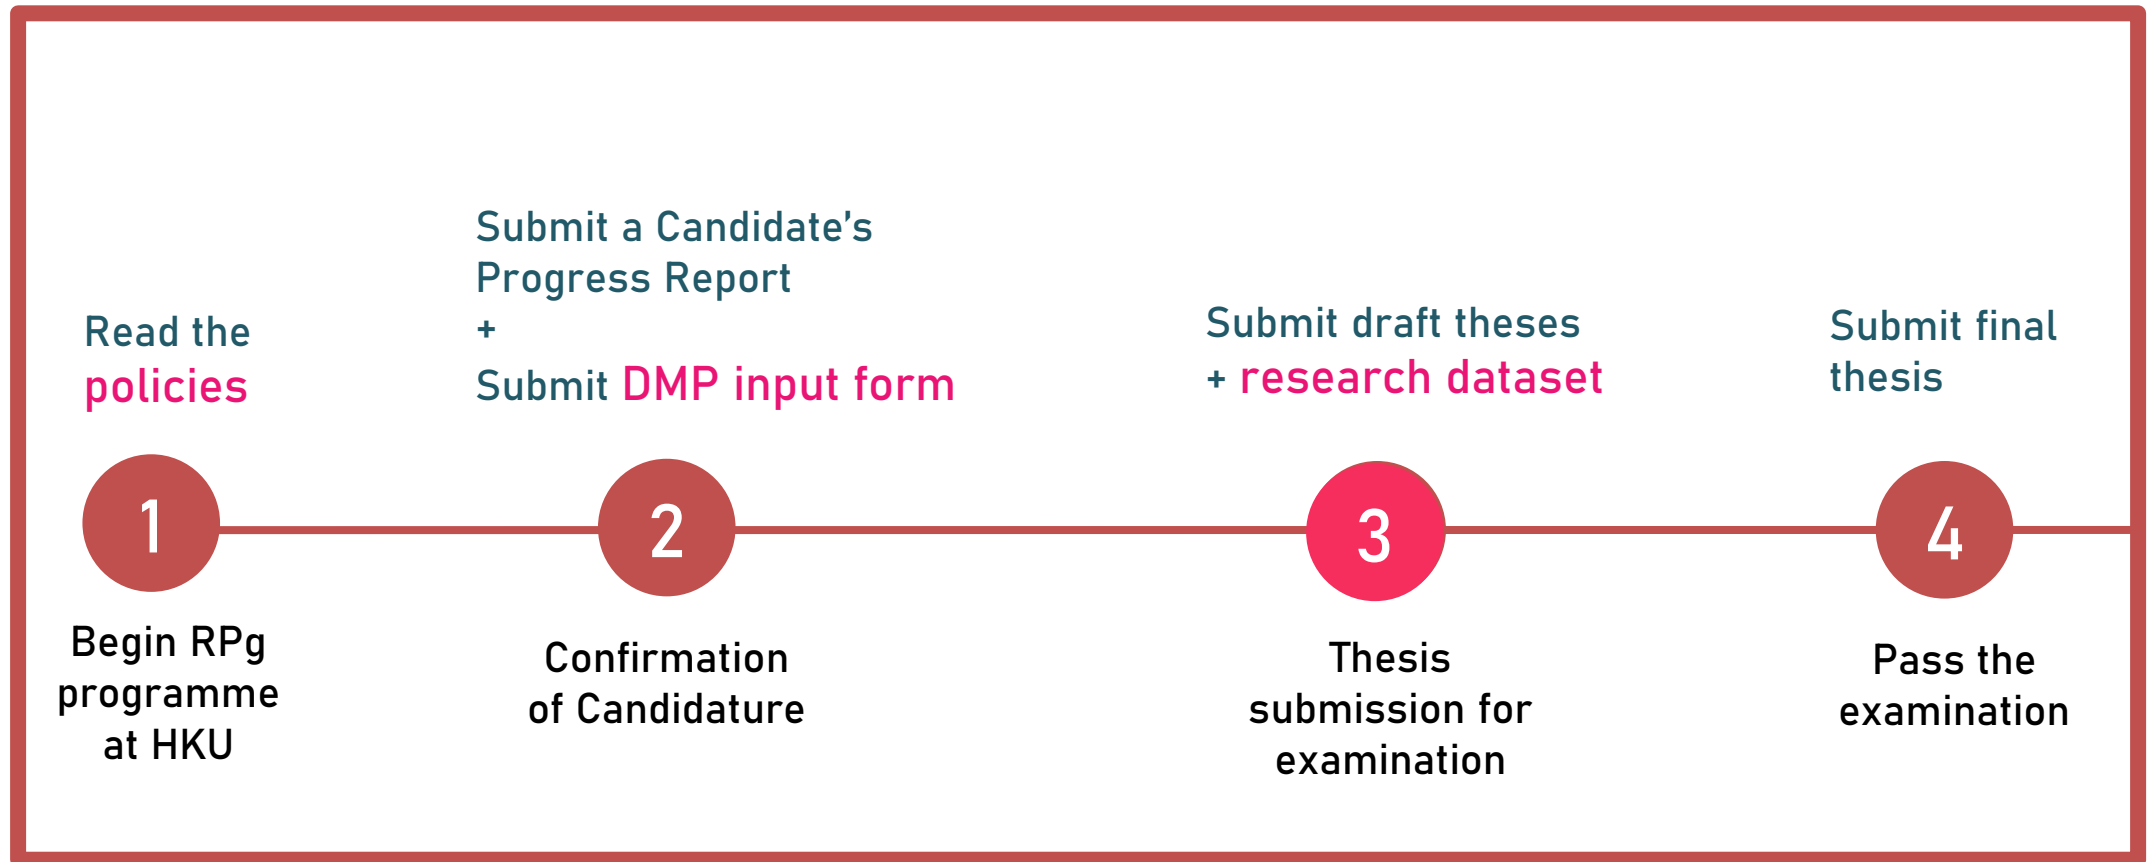 Read the
policies
1
Begin RPg
programme
at HKU
Submit a Candidate’s
Progress Report
+
Submit DMP input form
2
Confirmation
of Candidature
Submit draft theses
+ research dataset
3
Thesis
submission for
examination
Submit final
thesis
4
Pass the
examination